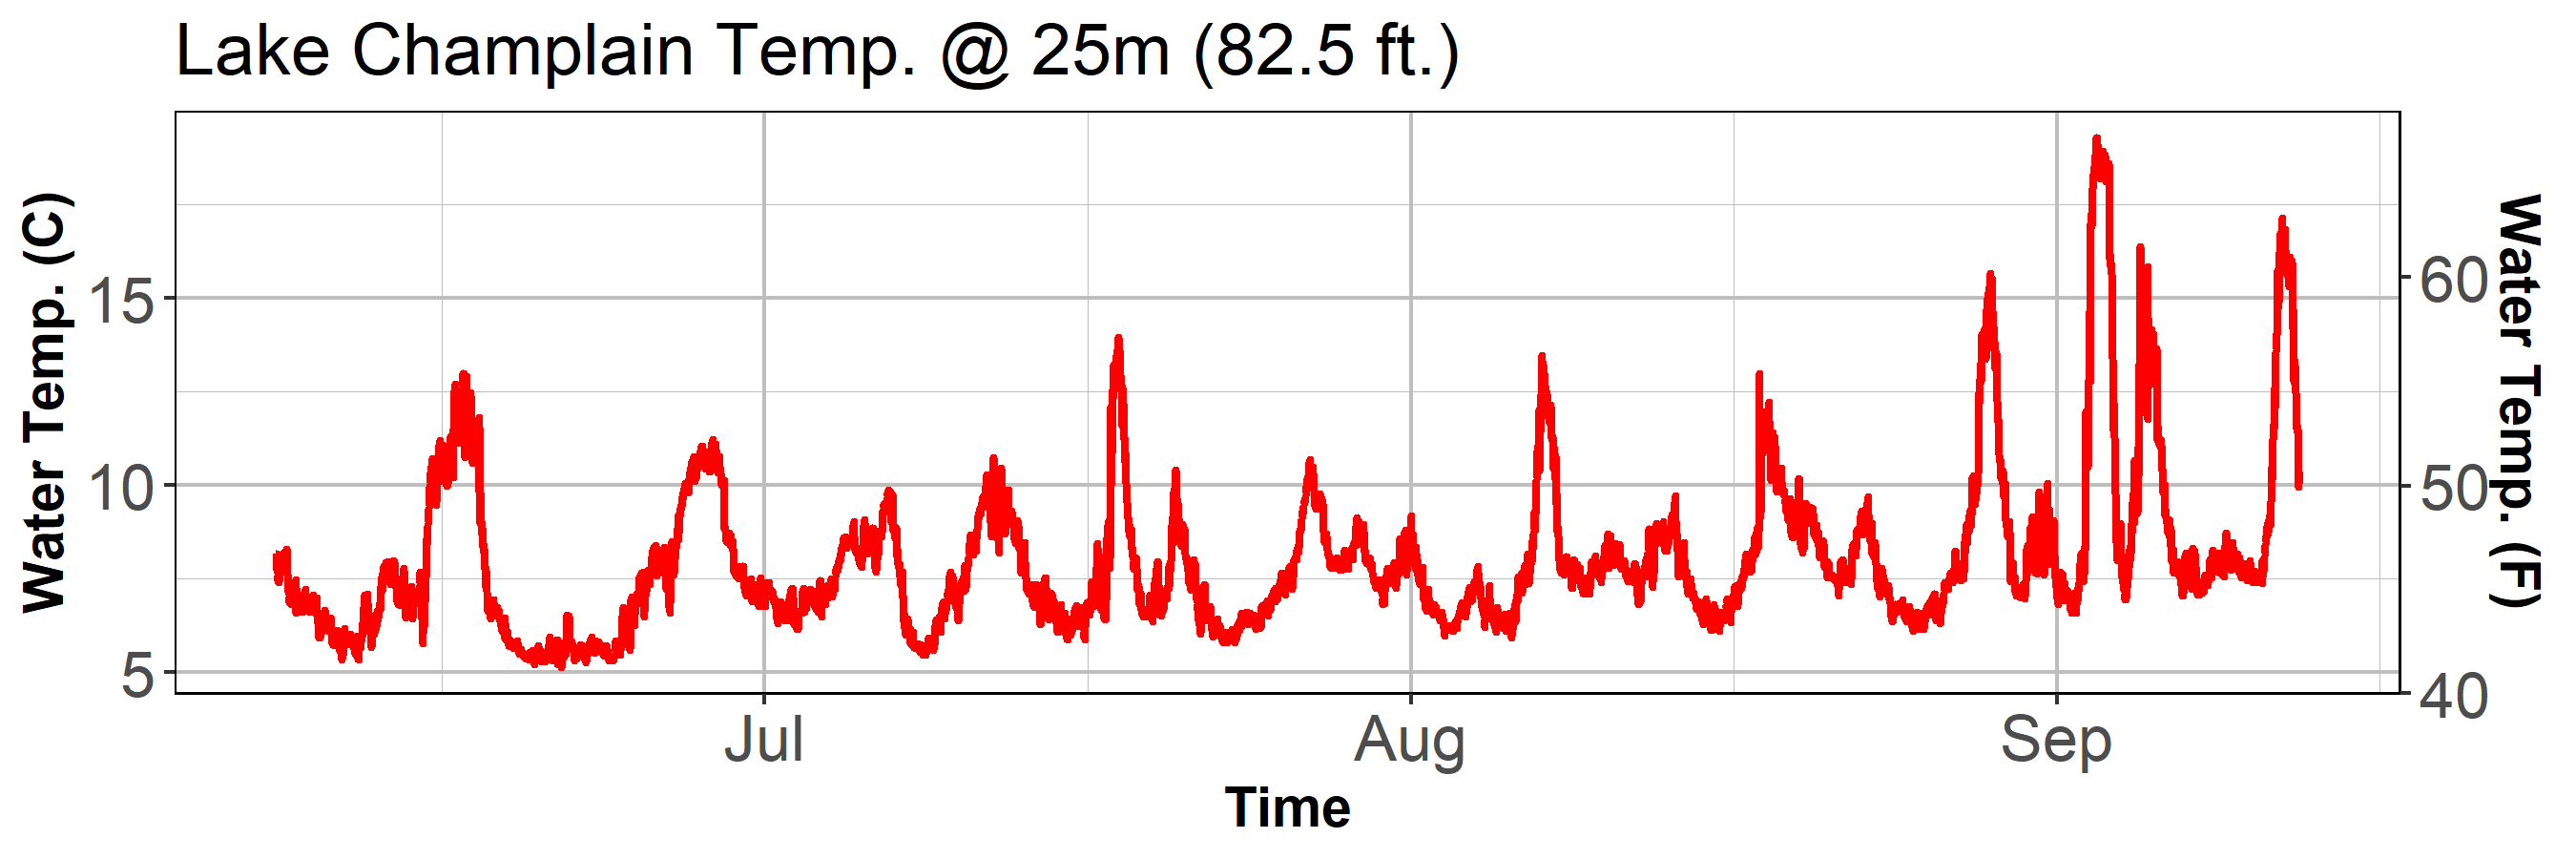 Lake Champlain Temp. @ 25m (82.5 ft.)
Water Temp. (C)
15
10
5
60
50
40
Water Temp. (F)
Jul
Aug
Sep
Time